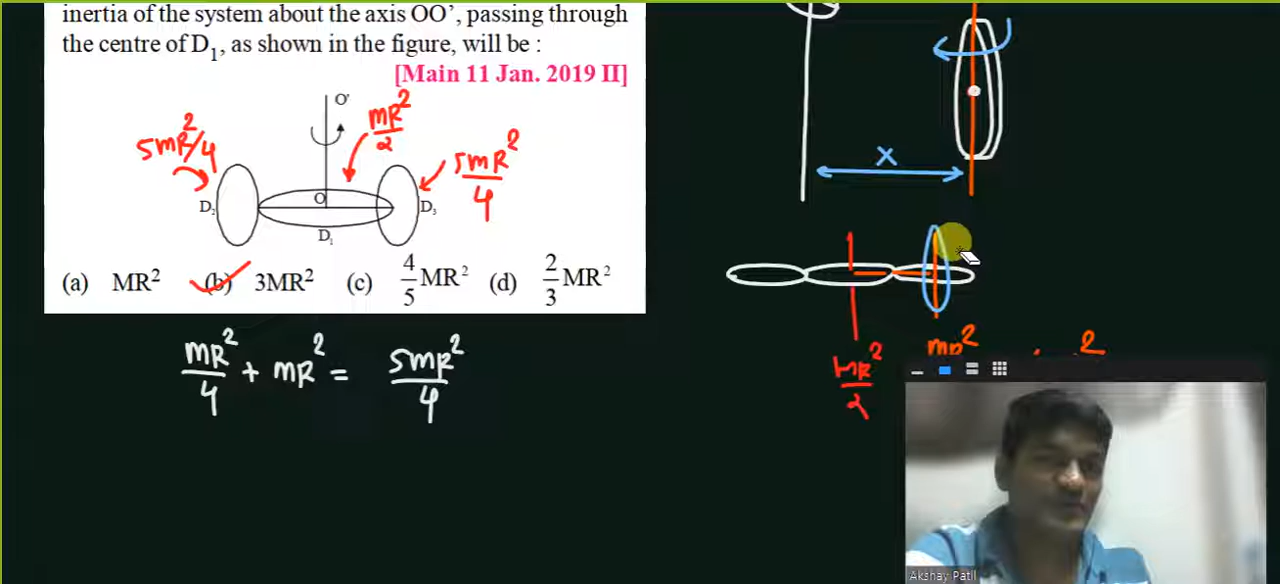 inertia of the system about the axis OO', passing through
the centre of D₁, as shown in the figure, will be :
[Main 11 Jan. 2019 II]
O'
mR²/2
5mR²/4
5mR²/4
O
D₂
D₃
D₁
(a) MR² (b) 3MR² (c) 4/5 MR² (d) 2/3 MR²
mR²/4 + mR² = 5mR²/4
x
mR²/2
mR²
2
Akshay Patil